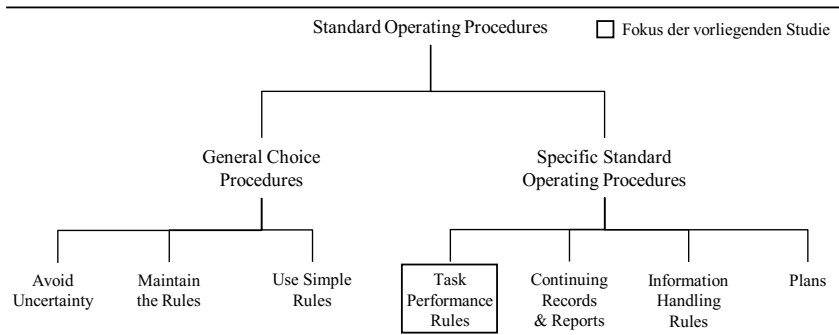 Standard Operating Procedures
Fokus der vorliegenden Studie
General Choice
Procedures
Specific Standard
Operating Procedures
Avoid
Uncertainty
Maintain
the Rules
Use Simple
Rules
Task
Performance
Rules
Continuing
Records
& Reports
Information
Handling
Rules
Plans